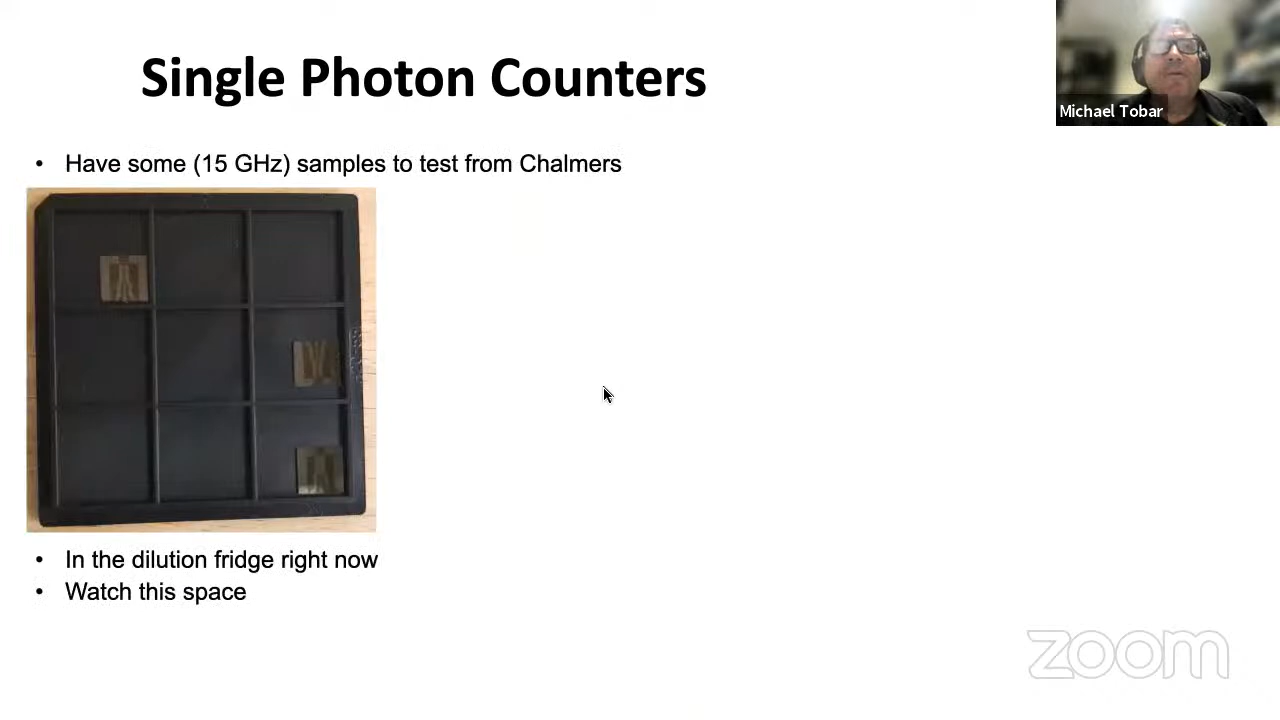 Single Photon Counters
Michael Tobar
• Have some (15 GHz) samples to test from Chalmers
• In the dilution fridge right now
• Watch this space
zoom